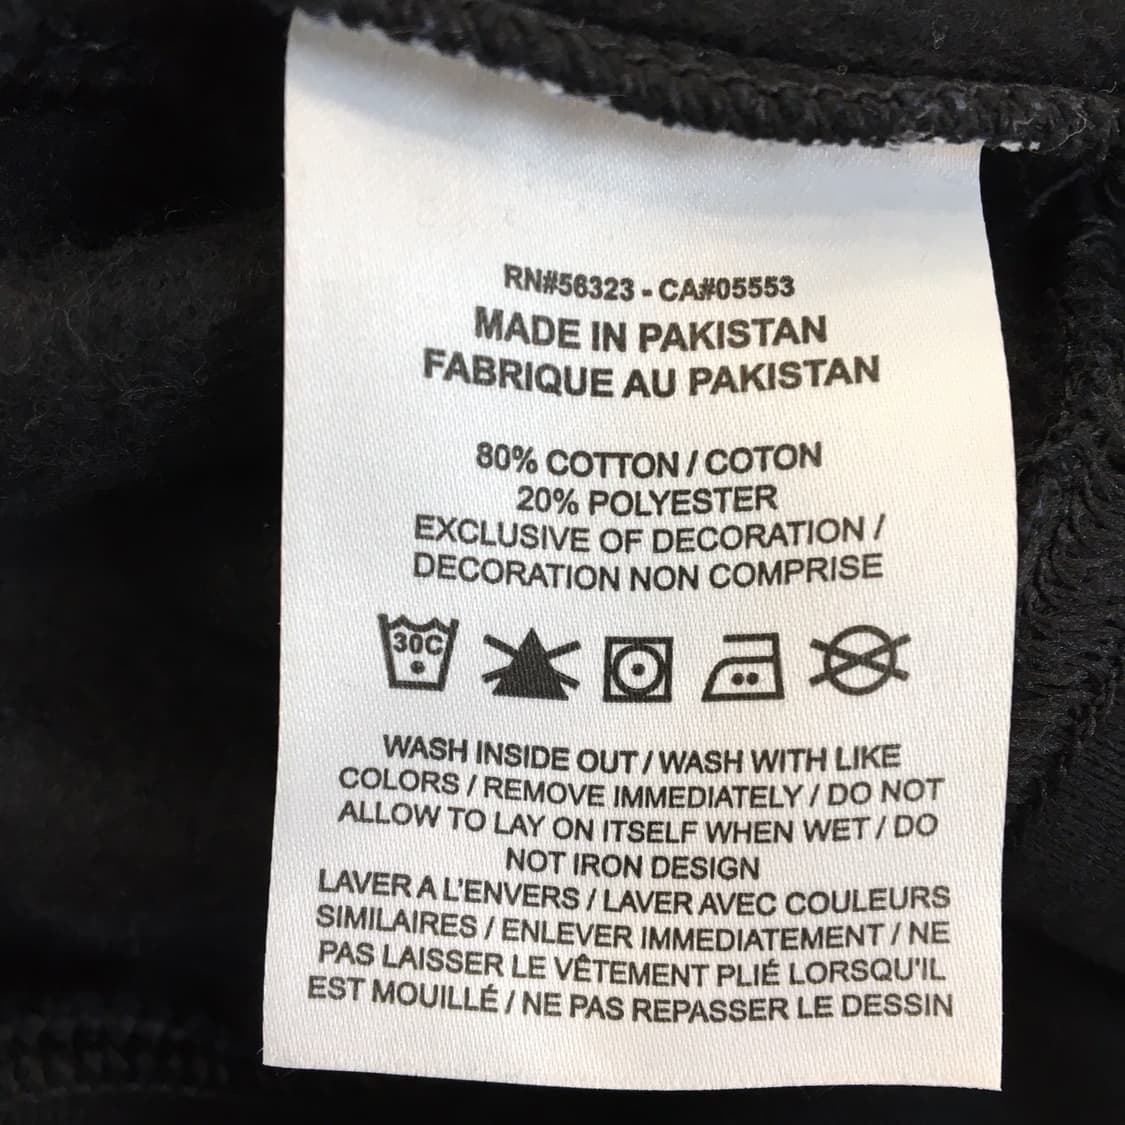 RN#56323 - CA#05553
MADE IN PAKISTAN
FABRIQUE AU PAKISTAN
80% COTTON / COTON
20% POLYESTER
EXCLUSIVE OF DECORATION /
DECORATION NON COMPRISE
30C
WASH INSIDE OUT / WASH WITH LIKE
COLORS / REMOVE IMMEDIATELY / DO NOT
ALLOW TO LAY ON ITSELF WHEN WET / DO
NOT IRON DESIGN
LAVER A L'ENVERS / LAVER AVEC COULEURS
SIMILAIRES / ENLEVER IMMEDIATEMENT / NE
PAS LAISSER LE VÊTEMENT PLIÉ LORSQU'IL
EST MOUILLÉ / NE PAS REPASSER LE DESSIN